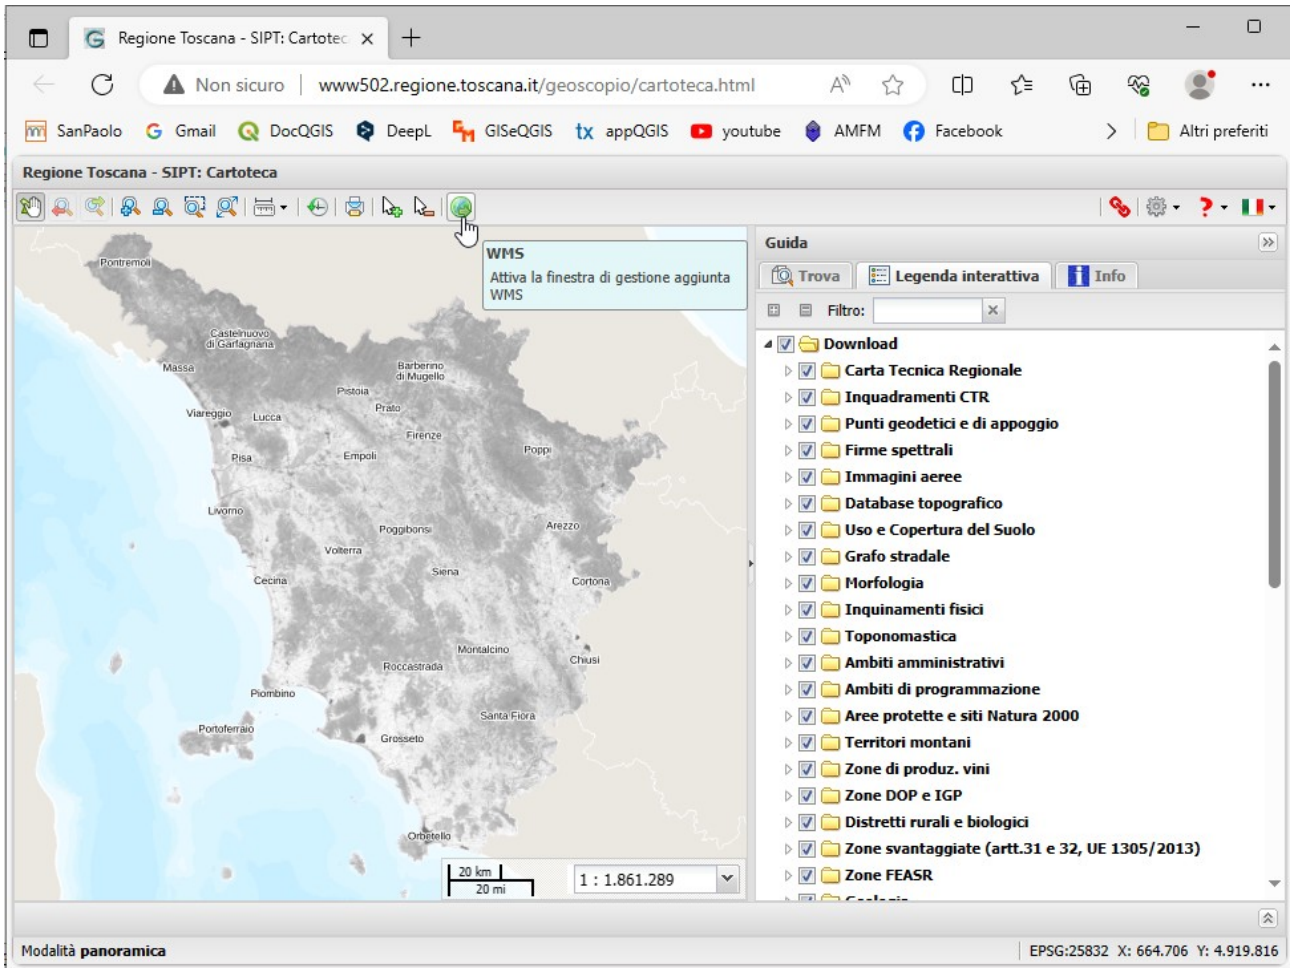 Regione Toscana - SIPT: Cartotec
Non sicuro
www502.regione.toscana.it/geoscopio/cartoteca.html
SanPaolo
Gmail
DocQGIS
DeepL
GISeQGIS
tx appQGIS
youtube
AMFM
Facebook
Altri preferiti
Regione Toscana - SIPT: Cartoteca
WMS
Attiva la finestra di gestione aggiunta
WMS
Pontremoli
Castelnuovo
di Garfagnana
Massa
Barberino
di Mugello
Pistoia
Prato
Viareggio
Lucca
Firenze
Pisa
Empoli
Poppi
Livorno
Poggibonsi
Arezzo
Volterra
Siena
Cecina
Cortona
Montalcino
Chiusi
Roccastrada
Piombino
Santa Fiora
Portoferraio
Grosseto
Orbetello
20 km
20 mi
1 : 1.861.289
Guida
Trova
Legenda interattiva
Info
Filtro:
Download
Carta Tecnica Regionale
Inquadramenti CTR
Punti geodetici e di appoggio
Firme spettrali
Immagini aeree
Database topografico
Uso e Copertura del Suolo
Grafo stradale
Morfologia
Inquinamenti fisici
Toponomastica
Ambiti amministrativi
Ambiti di programmazione
Aree protette e siti Natura 2000
Territori montani
Zone di produz. vini
Zone DOP e IGP
Distretti rurali e biologici
Zone svantaggiate (artt.31 e 32, UE 1305/2013)
Zone FEASR
Modalità panoramica
EPSG:25832 X: 664.706 Y: 4.919.816